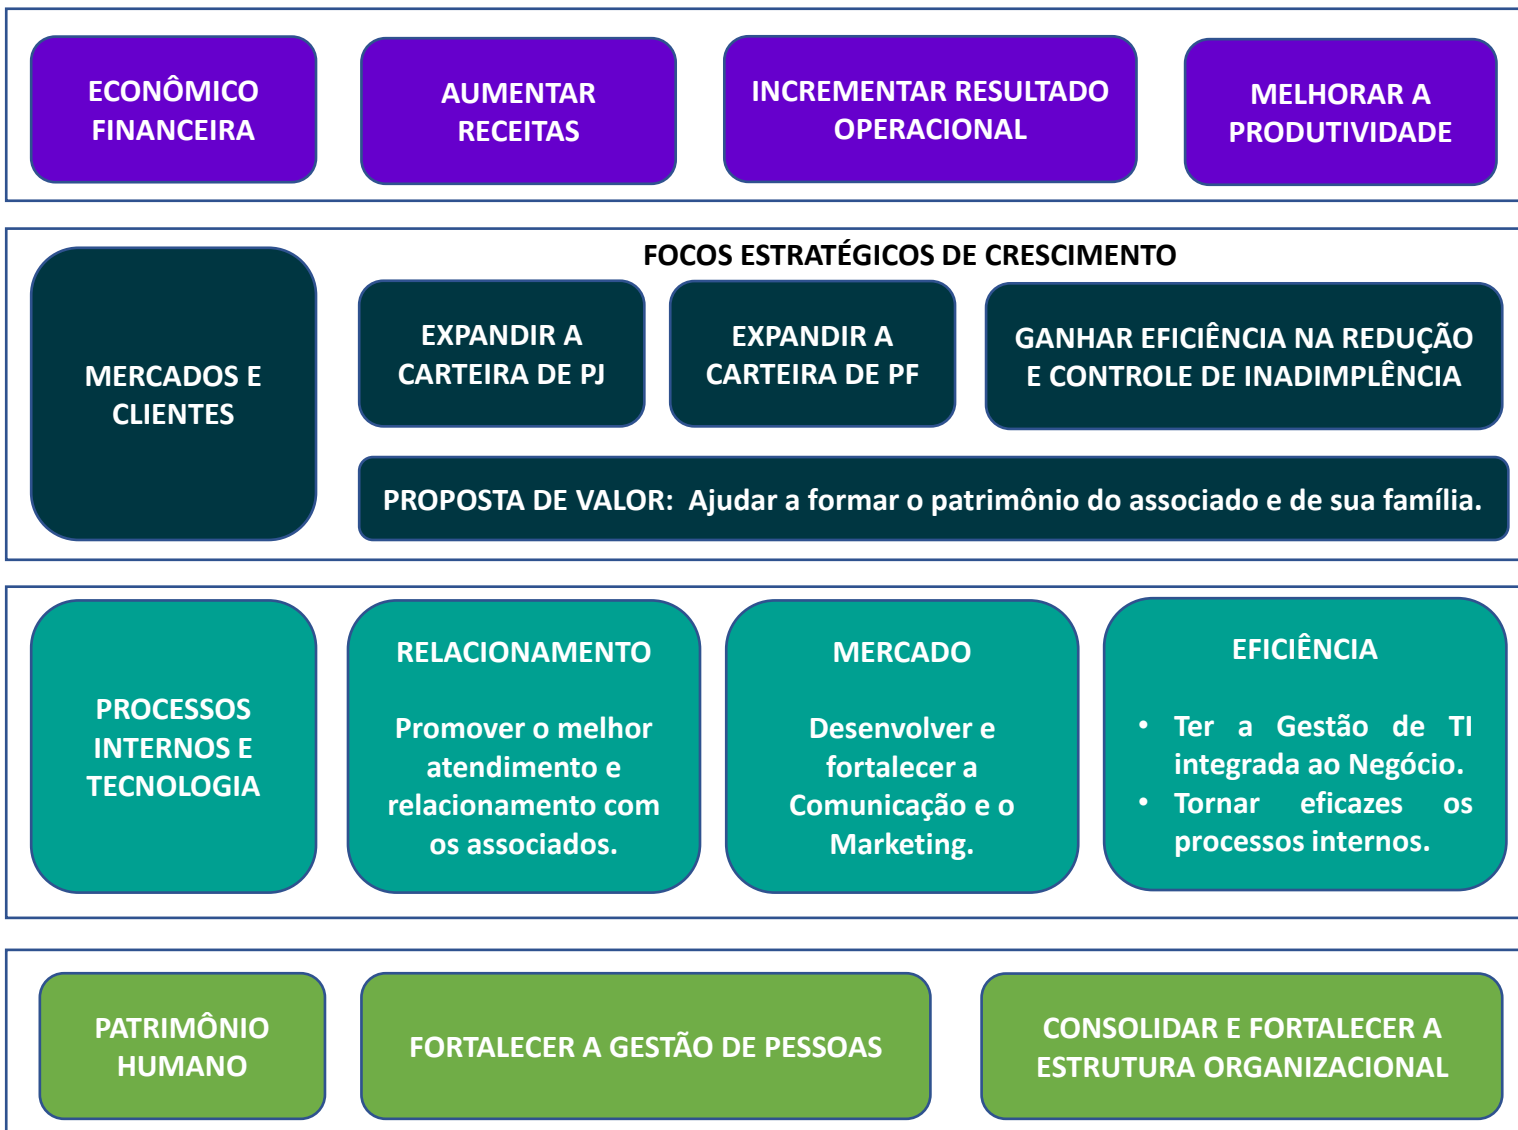 ECONÔMICO
FINANCEIRA
AUMENTAR
RECEITAS
INCREMENTAR RESULTADO
OPERACIONAL
MELHORAR A
PRODUTIVIDADE
MERCADOS E
CLIENTES
FOCOS ESTRATÉGICOS DE CRESCIMENTO
EXPANDIR A
CARTEIRA DE PJ
EXPANDIR A
CARTEIRA DE PF
GANHAR EFICIÊNCIA NA REDUÇÃO
E CONTROLE DE INADIMPLÊNCIA
PROPOSTA DE VALOR: Ajudar a formar o patrimônio do associado e de sua família.
PROCESSOS
INTERNOS E
TECNOLOGIA
RELACIONAMENTO
Promover o melhor
atendimento e
relacionamento com
os associados.
MERCADO
Desenvolver e
fortalecer a
Comunicação e o
Marketing.
EFICIÊNCIA
• Ter a Gestão de TI
integrada ao Negócio.
• Tornar eficazes os
processos internos.
PATRIMÔNIO
HUMANO
FORTALECER A GESTÃO DE PESSOAS
CONSOLIDAR E FORTALECER A
ESTRUTURA ORGANIZACIONAL